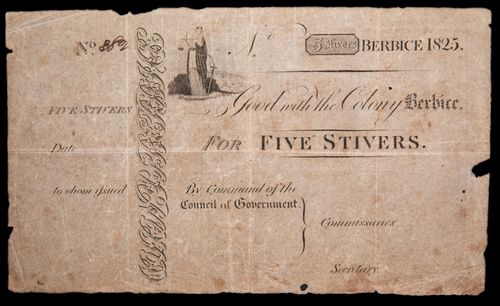 No. 882
FIVE STIVERS
Date
to whom issued
No
5 Stivers BERBICE 1825.
Good with the Colony Berbice.
FOR FIVE STIVERS.
By Command of the
Council of Government.
Commissaries.
Secretary.